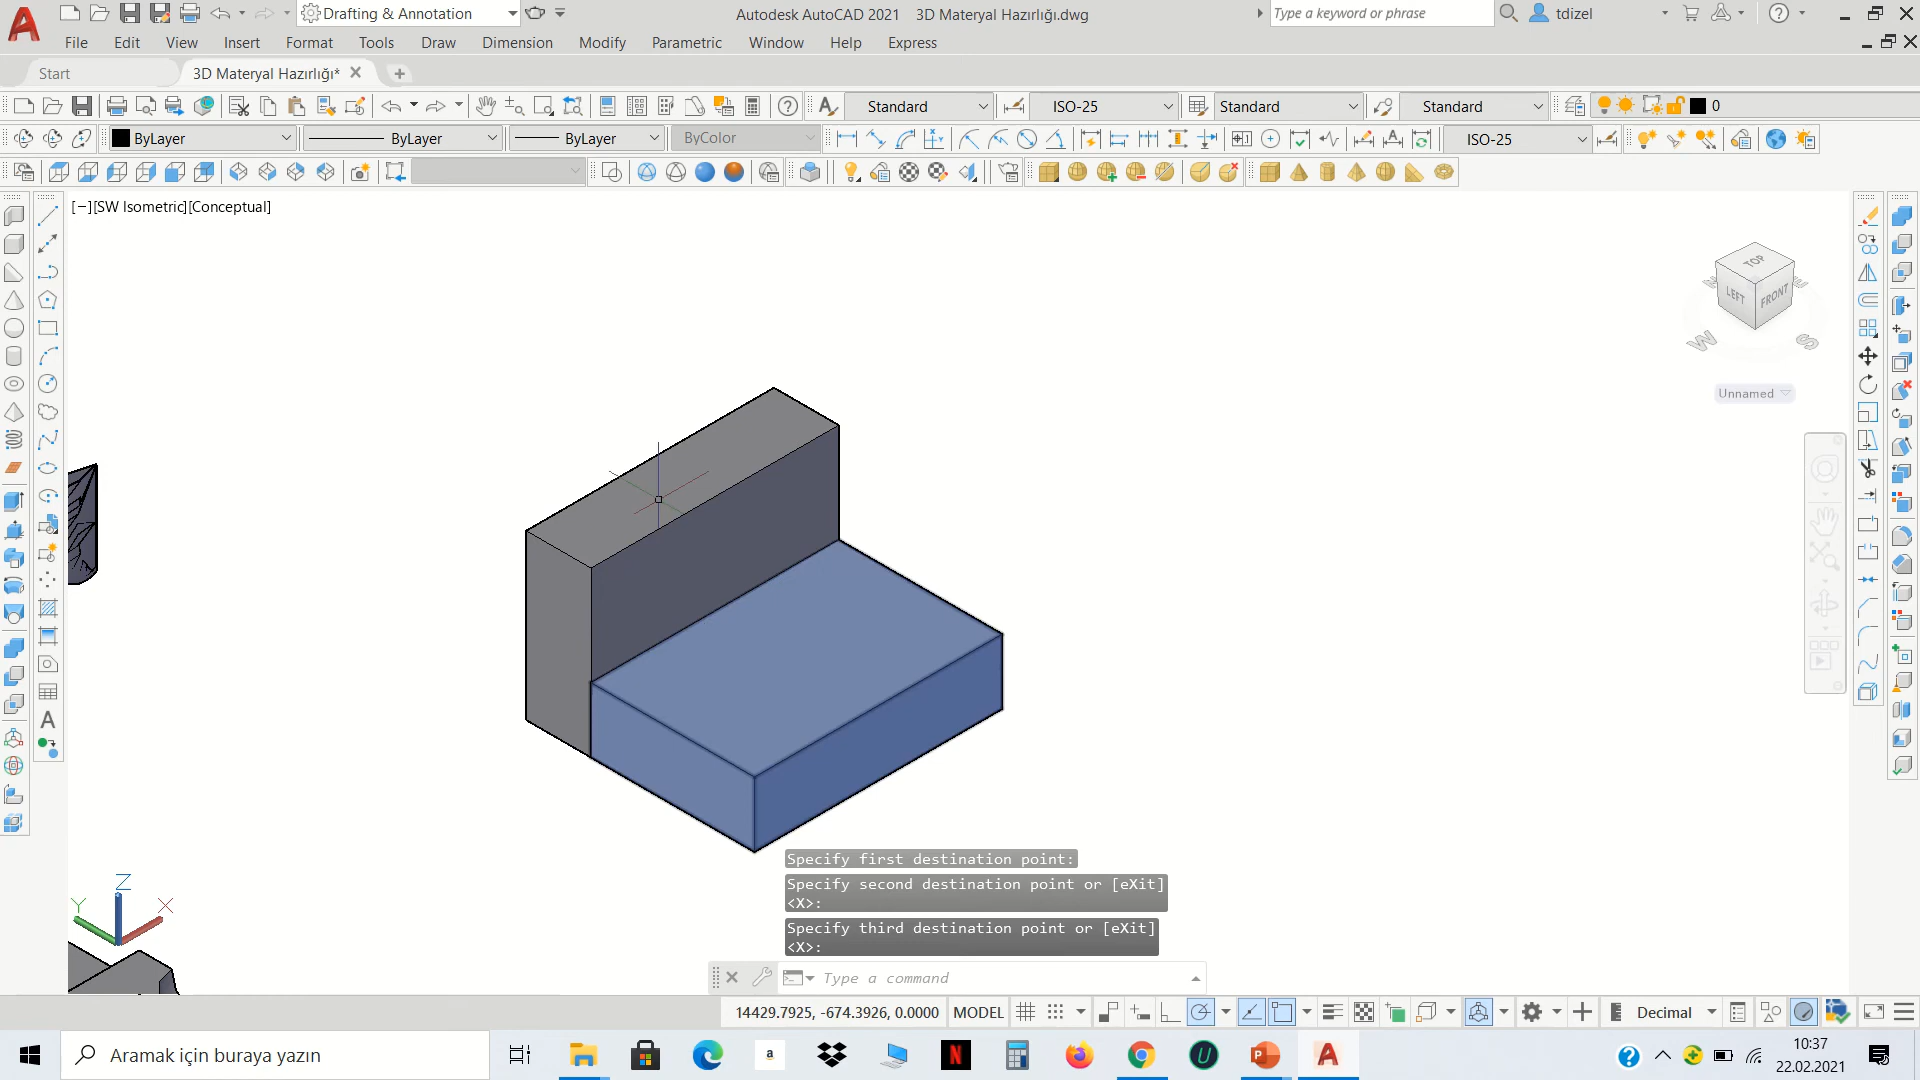 Drafting & Annotation
Autodesk AutoCAD 2021 3D Materyal Hazırlığı.dwg
Type a keyword or phrase
tdizel
File Edit View Insert Format Tools Draw Dimension Modify Parametric Window Help Express
Start
3D Materyal Hazırlığı*
Standard
ISO-25
Standard
Standard
0
ByLayer
ByLayer
ByLayer
ByColor
ISO-25
[−][SW Isometric][Conceptual]
TOP
LEFT
FRONT
W
S
Unnamed
Z
Y
X
A
Specify first destination point:
Specify second destination point or [eXit]
<X>:
Specify third destination point or [eXit]
<X>:
Type a command
14429.7925, -674.3926, 0.0000 MODEL
Decimal
Aramak için buraya yazın
10:37
22.02.2021